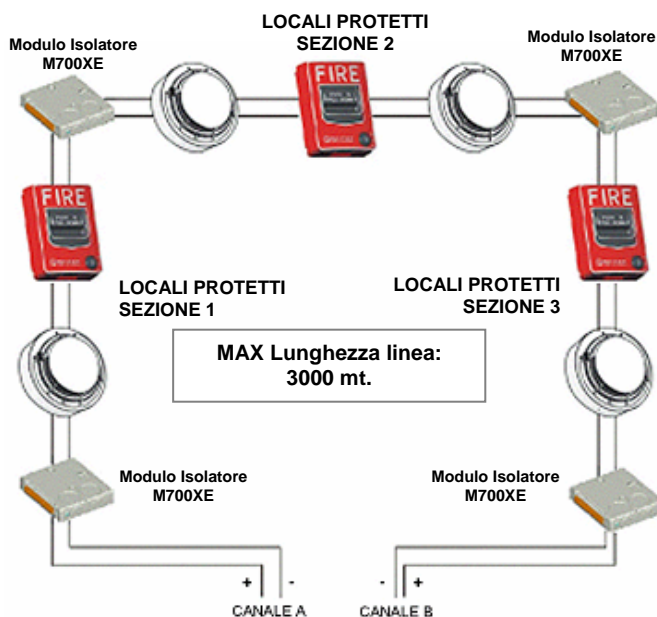 LOCALI PROTETTI
SEZIONE 2
Modulo Isolatore
M700XE
Modulo Isolatore
M700XE
FIRE
FIRE
FIRE
LOCALI PROTETTI
SEZIONE 1
LOCALI PROTETTI
SEZIONE 3
MAX Lunghezza linea:
3000 mt.
Modulo Isolatore
M700XE
Modulo Isolatore
M700XE
+ -
- +
CANALE A
CANALE B